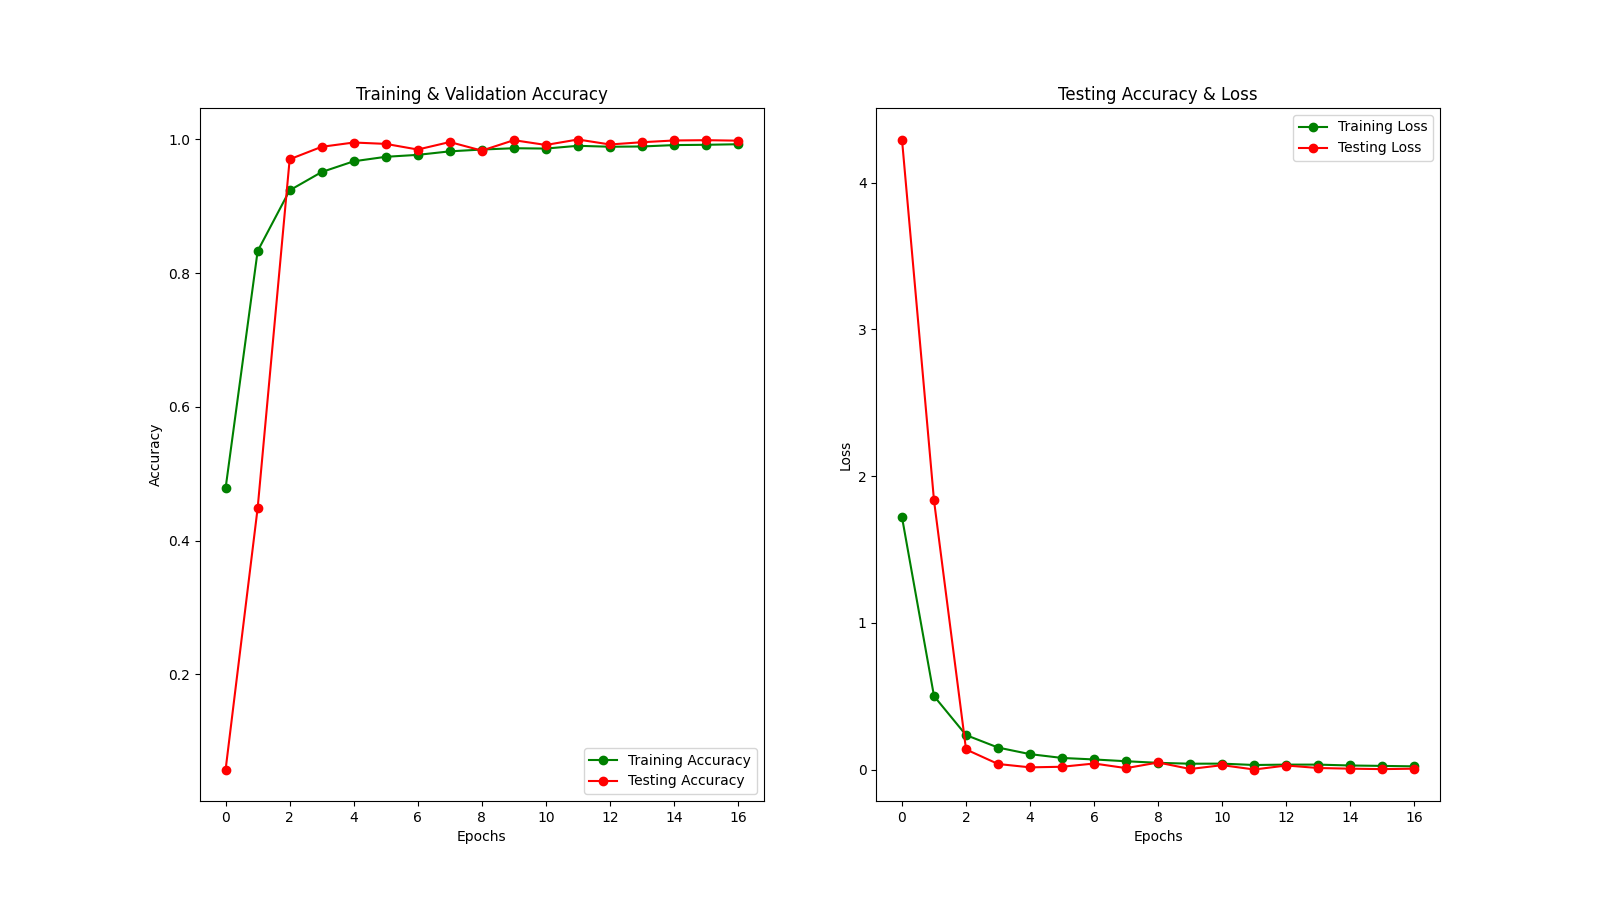 Training & Validation Accuracy
1.0
0.8
0.6
0.4
0.2
Accuracy
0 2 4 6 8 10 12 14 16
Epochs
Training Accuracy
Testing Accuracy
Testing Accuracy & Loss
4
3
2
1
0
Loss
0 2 4 6 8 10 12 14 16
Epochs
Training Loss
Testing Loss